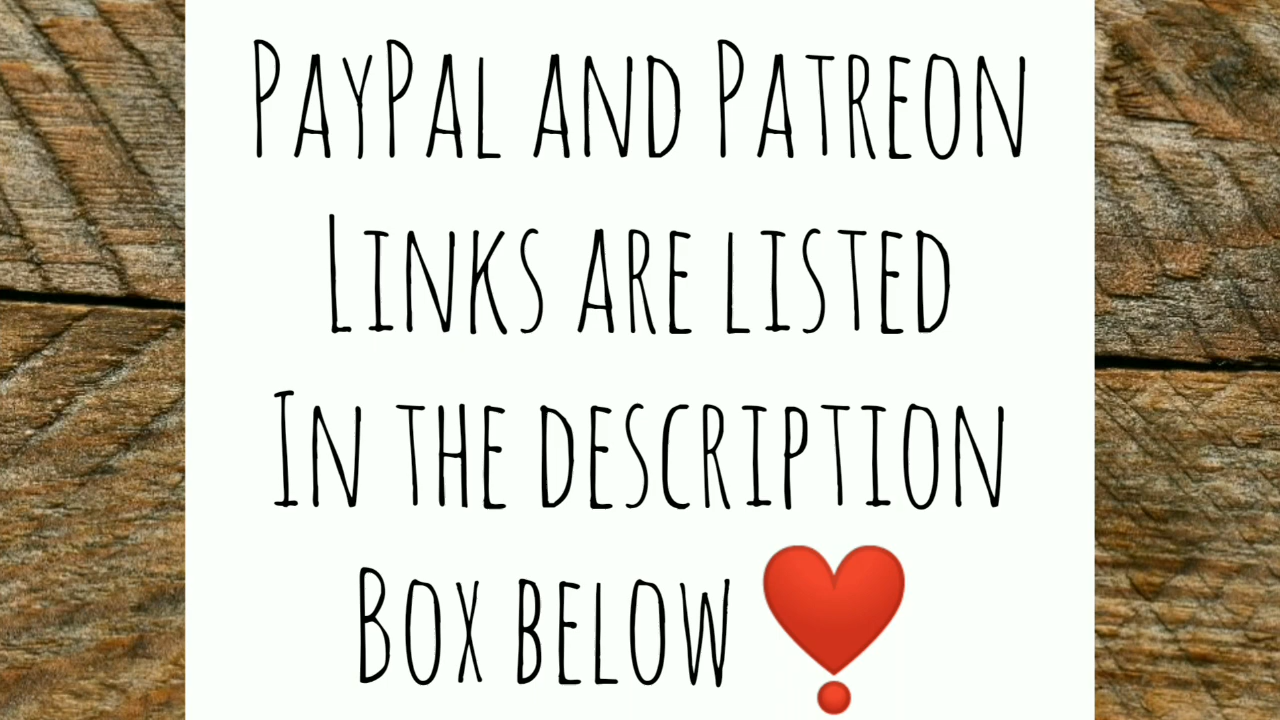 PayPal and Patreon
Links are listed
In the description
Box below ❣️